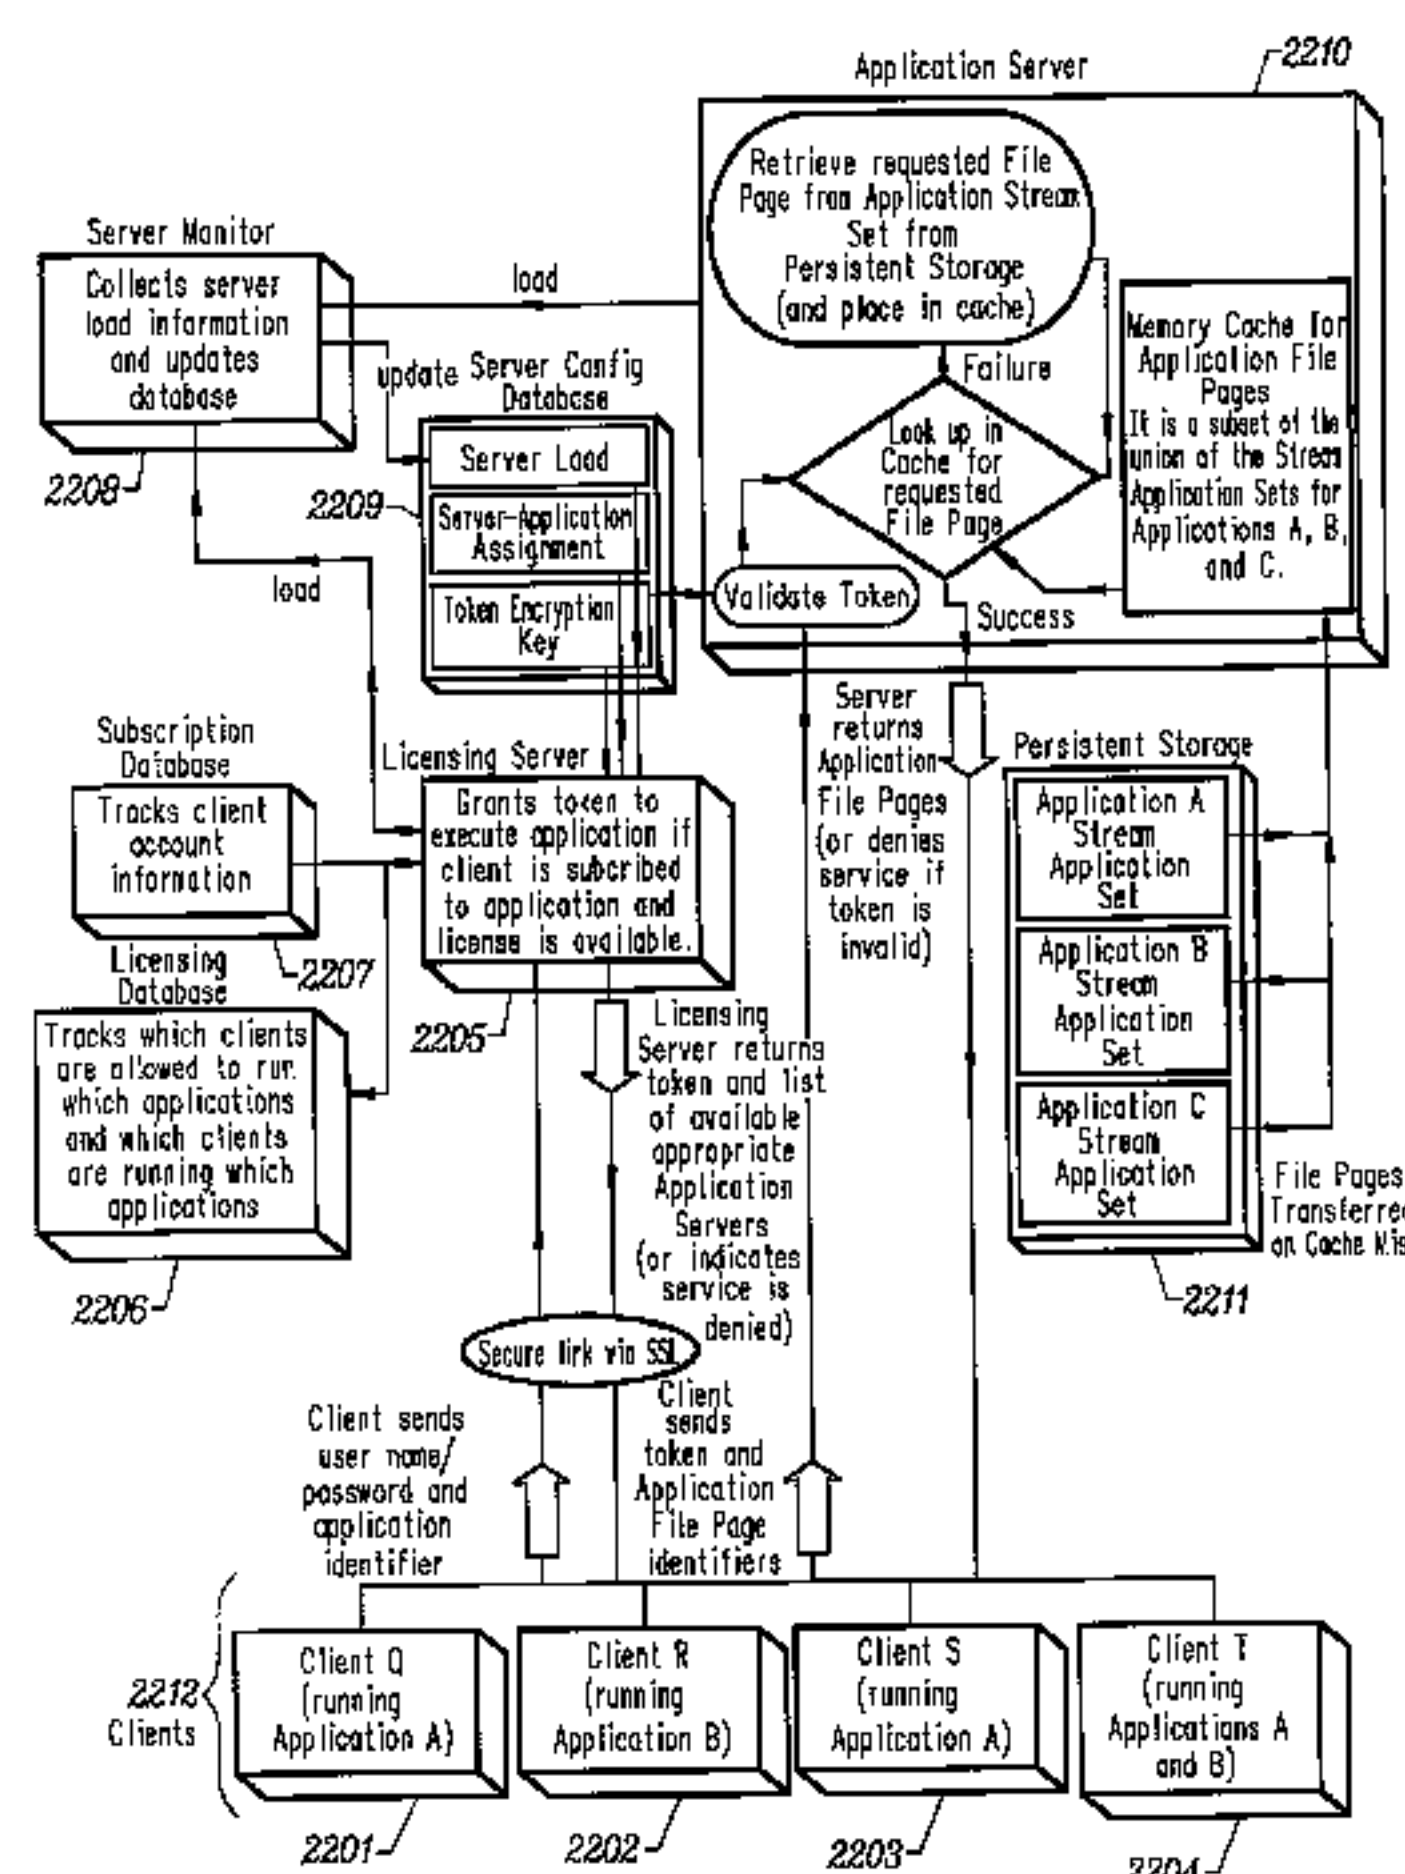 Application Server
2210
Retrieve requested File
Page from Application Stream
Set from
Persistent Storage
(and place in cache)
Server Monitor
Collects server
load information
and updates
database
2208
load
update
Server Config
Database
Server Load
2209
Server-Application
Assignment
Token Encryption
Key
Failure
Look up in
Cache for
requested
File Page
Memory Cache for
Application File
Pages
It is a subset of the
union of the Stream
Application Sets for
Applications A, B,
and C.
Validate Token
Success
load
Subscription
Database
Tracks client
account
information
2207
Licensing Server
Grants token to
execute application if
client is subcribed
to application and
license is available.
2205
Server
returns
Application
File Pages
(or denies
service if
token is
invalid)
Persistent Storage
Application A
Stream
Application
Set
Application B
Stream
Application
Set
Application C
Stream
Application
Set
2211
File Pages
Transferre
on Cache Mis
Licensing
Database
Tracks which clients
are allowed to run
which applications
and which clients
are running which
applications
2206
Licensing
Server returns
token and list
of available
appropriate
Application
Servers
(or indicates
service is
denied)
Secure link via SSL
Client sends
user name/
password and
application
identifier
Client
sends
token and
Application
File Page
identifiers
2212
Clients
Client Q
(running
Application A)
2201
Client R
(running
Application B)
2202
Client S
(running
Application A)
2203
Client T
(running
Applications A
and B)
2204